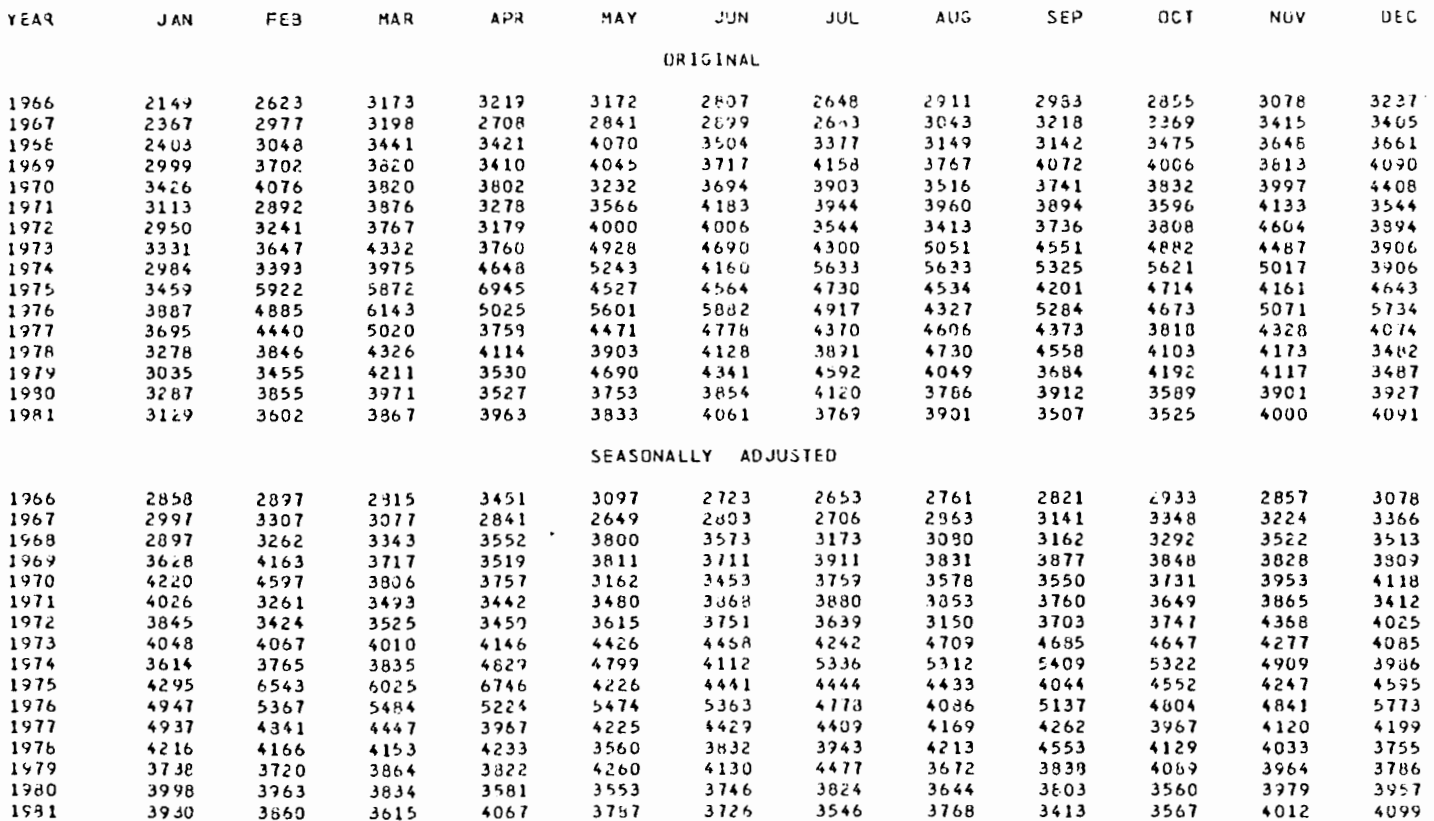 YEAR JAN FEB MAR APR MAY JUN JUL AUG SEP OCT NOV DEC
ORIGINAL
1966 2149 2623 3173 3219 3172 2807 2648 2911 2983 2855 3078 3237
1967 2367 2977 3198 2708 2841 2899 3043 3218 3369 3415 3405
1968 2403 3048 3441 3421 4070 3504 3377 3149 3142 3475 3646 3661
1969 2999 3702 3820 3410 4045 3717 4158 3767 4072 4006 3813 4090
1970 3426 4076 3820 3802 3232 3694 3903 3516 3741 3832 3997 4408
1971 3113 2892 3876 3278 3566 4183 3944 3960 3894 3596 4133 3544
1972 2950 3241 3767 3179 4000 4006 3544 3413 3736 3808 4604 3894
1973 3331 3647 4332 3760 4928 4690 4300 5051 4551 4882 4487 3906
1974 2984 3393 3975 4648 5243 4160 5633 5633 5325 5621 5017 3906
1975 3459 5922 5872 6945 4527 4564 4730 4534 4201 4714 4161 4643
1976 3887 4885 6143 5025 5601 5882 4917 4327 5284 4673 5071 5734
1977 3695 4440 5020 3759 4471 4778 4370 4606 4373 3818 4328 4074
1978 3278 3846 4326 4114 3903 4128 3891 4730 4558 4103 4173 3482
1979 3035 3455 4211 3530 4690 4341 4592 4049 3684 4192 4117 3487
1980 3287 3855 3971 3527 3753 3854 4120 3786 3912 3589 3901 3927
1981 3129 3602 3867 3963 3833 4061 3769 3901 3507 3525 4000 4091
SEASONALLY ADJUSTED
1966 2858 2897 2815 3451 3097 2723 2653 2761 2821 2933 2857 3078
1967 2997 3307 3077 2841 2649 2803 2706 2863 3141 3348 3224 3366
1968 2897 3262 3343 3552 3800 3573 3173 3080 3162 3292 3522 3513
1969 3628 4163 3717 3519 3811 3711 3911 3831 3877 3848 3828 3809
1970 4220 4597 3806 3757 3162 3453 3759 3578 3550 3731 3953 4118
1971 4026 3261 3493 3442 3480 3868 3880 3853 3760 3649 3865 3412
1972 3845 3424 3525 3459 3615 3751 3639 3150 3703 3747 4368 4025
1973 4048 4067 4010 4146 4426 4458 4242 4709 4685 4647 4277 4085
1974 3614 3765 3835 4829 4799 4112 5336 5312 5409 5322 4909 3986
1975 4295 6543 6025 6746 4226 4441 4444 4433 4044 4552 4247 4595
1976 4947 5367 5484 5224 5474 5363 4778 4086 5137 4804 4841 5773
1977 4937 4341 4447 3967 4225 4429 4409 4169 4262 3967 4120 4199
1978 4216 4166 4153 4233 3560 3832 3943 4213 4553 4129 4033 3755
1979 3738 3720 3864 3822 4260 4130 4477 3672 3838 4089 3964 3786
1980 3998 3963 3834 3581 3553 3746 3824 3644 3803 3560 3979 3957
1981 3930 3860 3615 4067 3787 3726 3546 3768 3413 3567 4012 4099